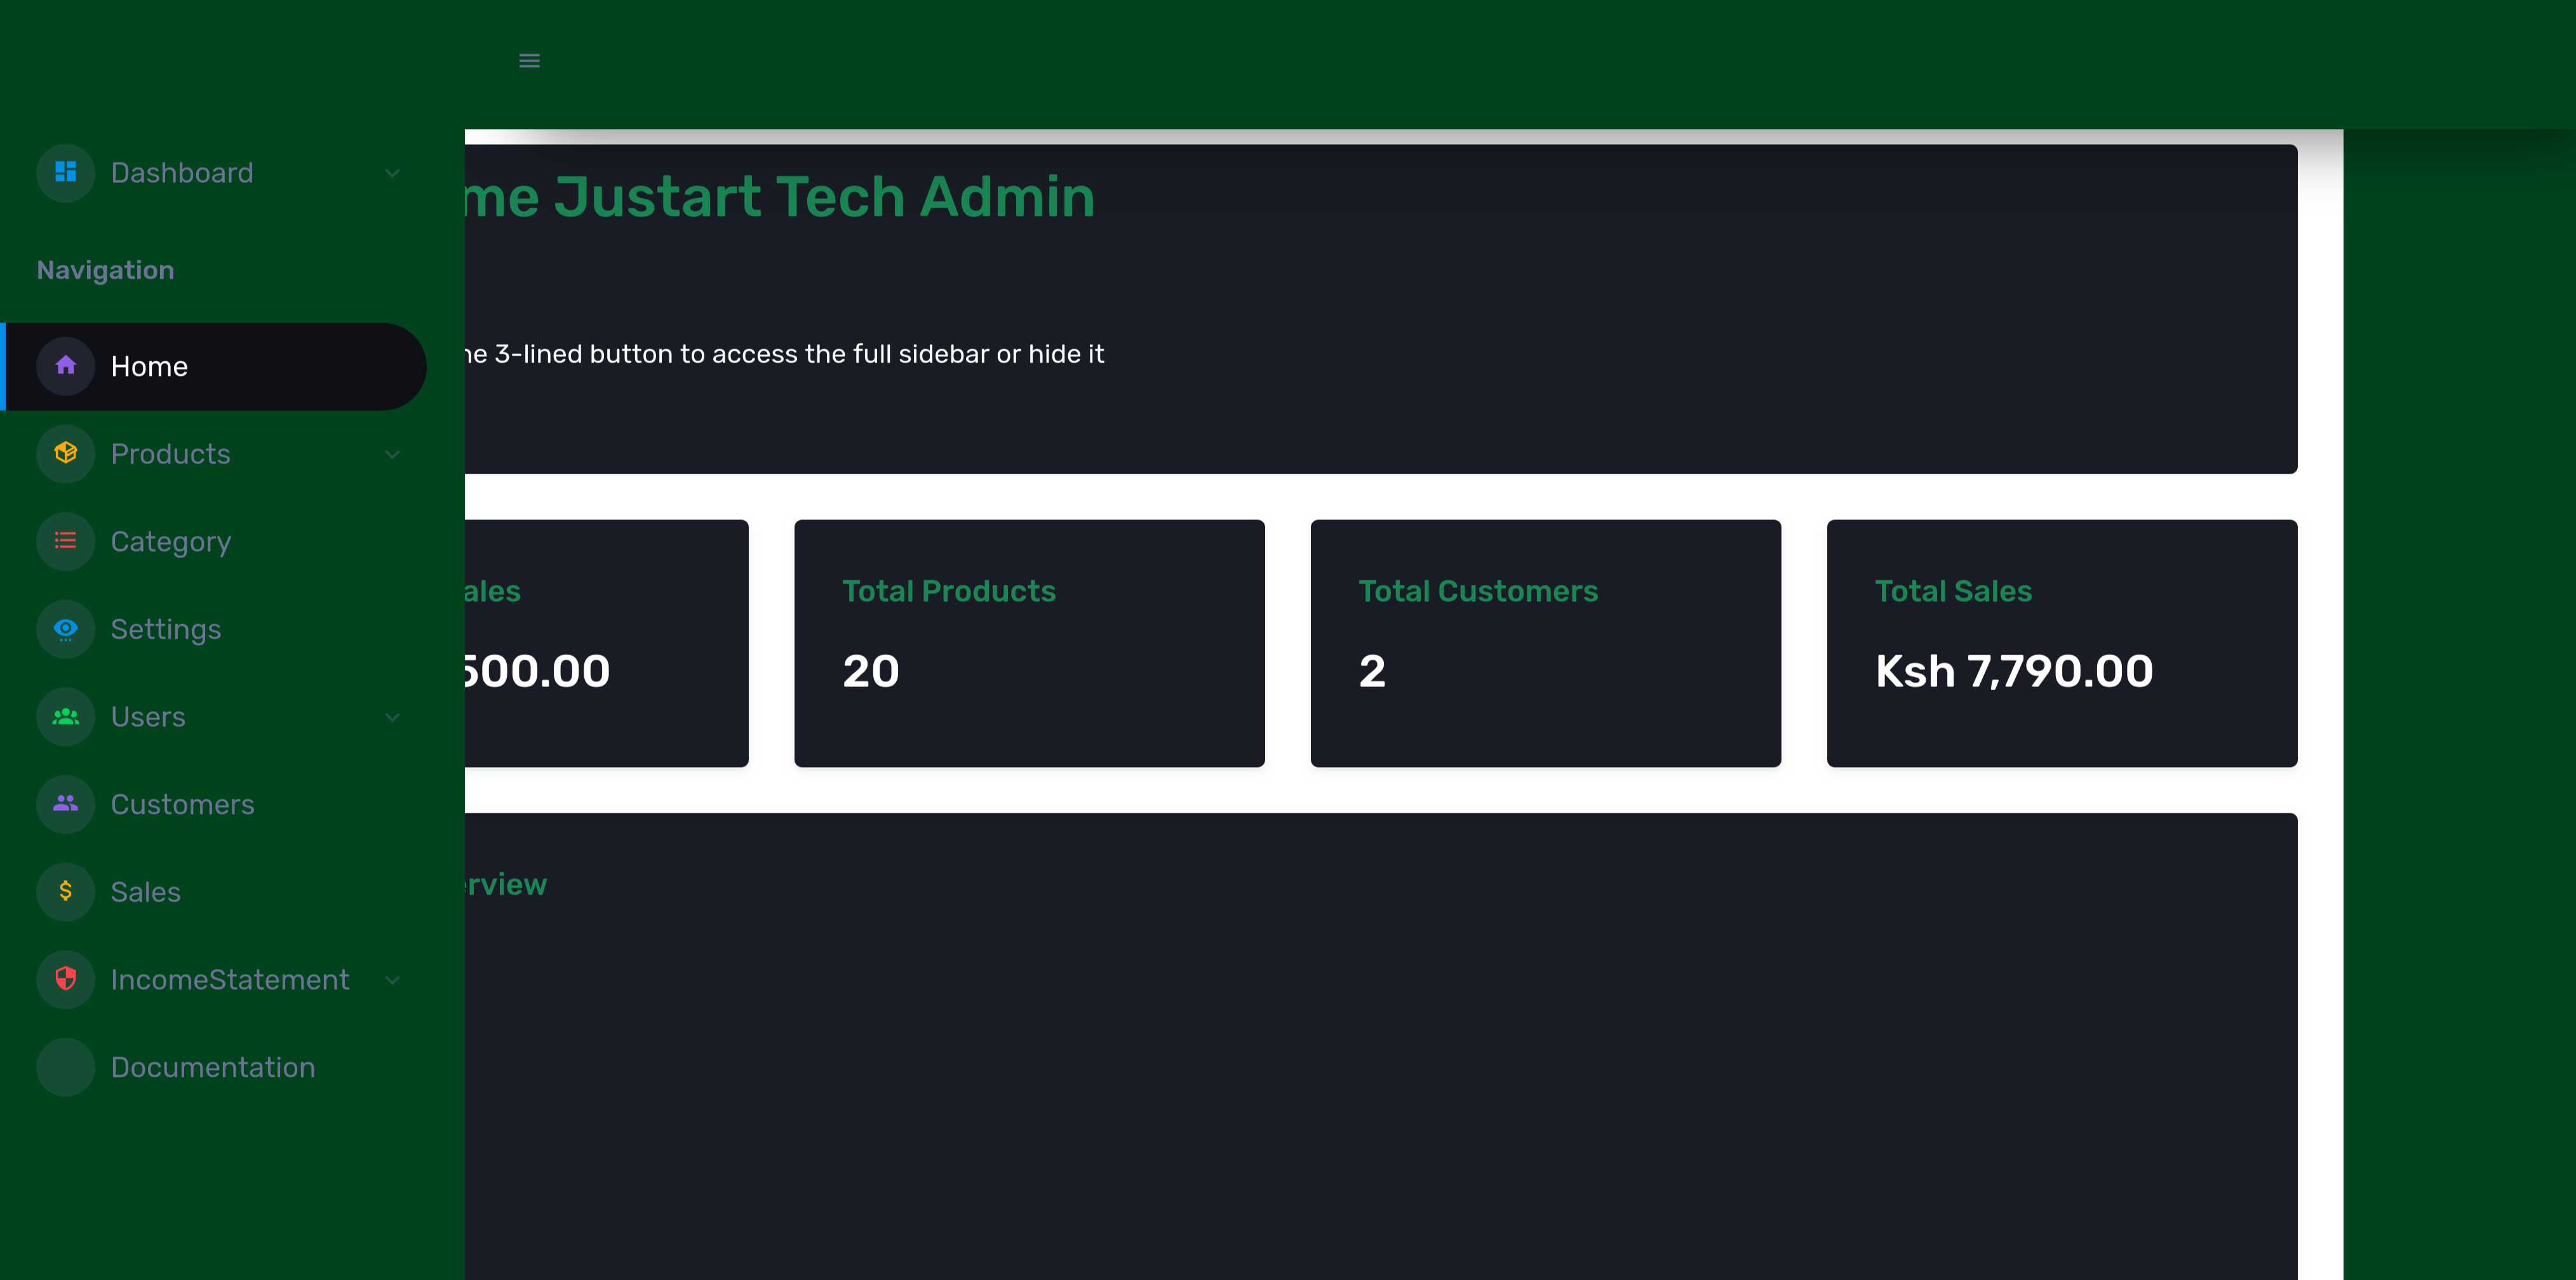 Dashboard
Navigation
Home
Products
Category
Settings
Users
Customers
Sales
IncomeStatement
Documentation
me Justart Tech Admin
he 3-lined button to access the full sidebar or hide it
ales
500.00
Total Products
20
Total Customers
2
Total Sales
Ksh 7,790.00
erview